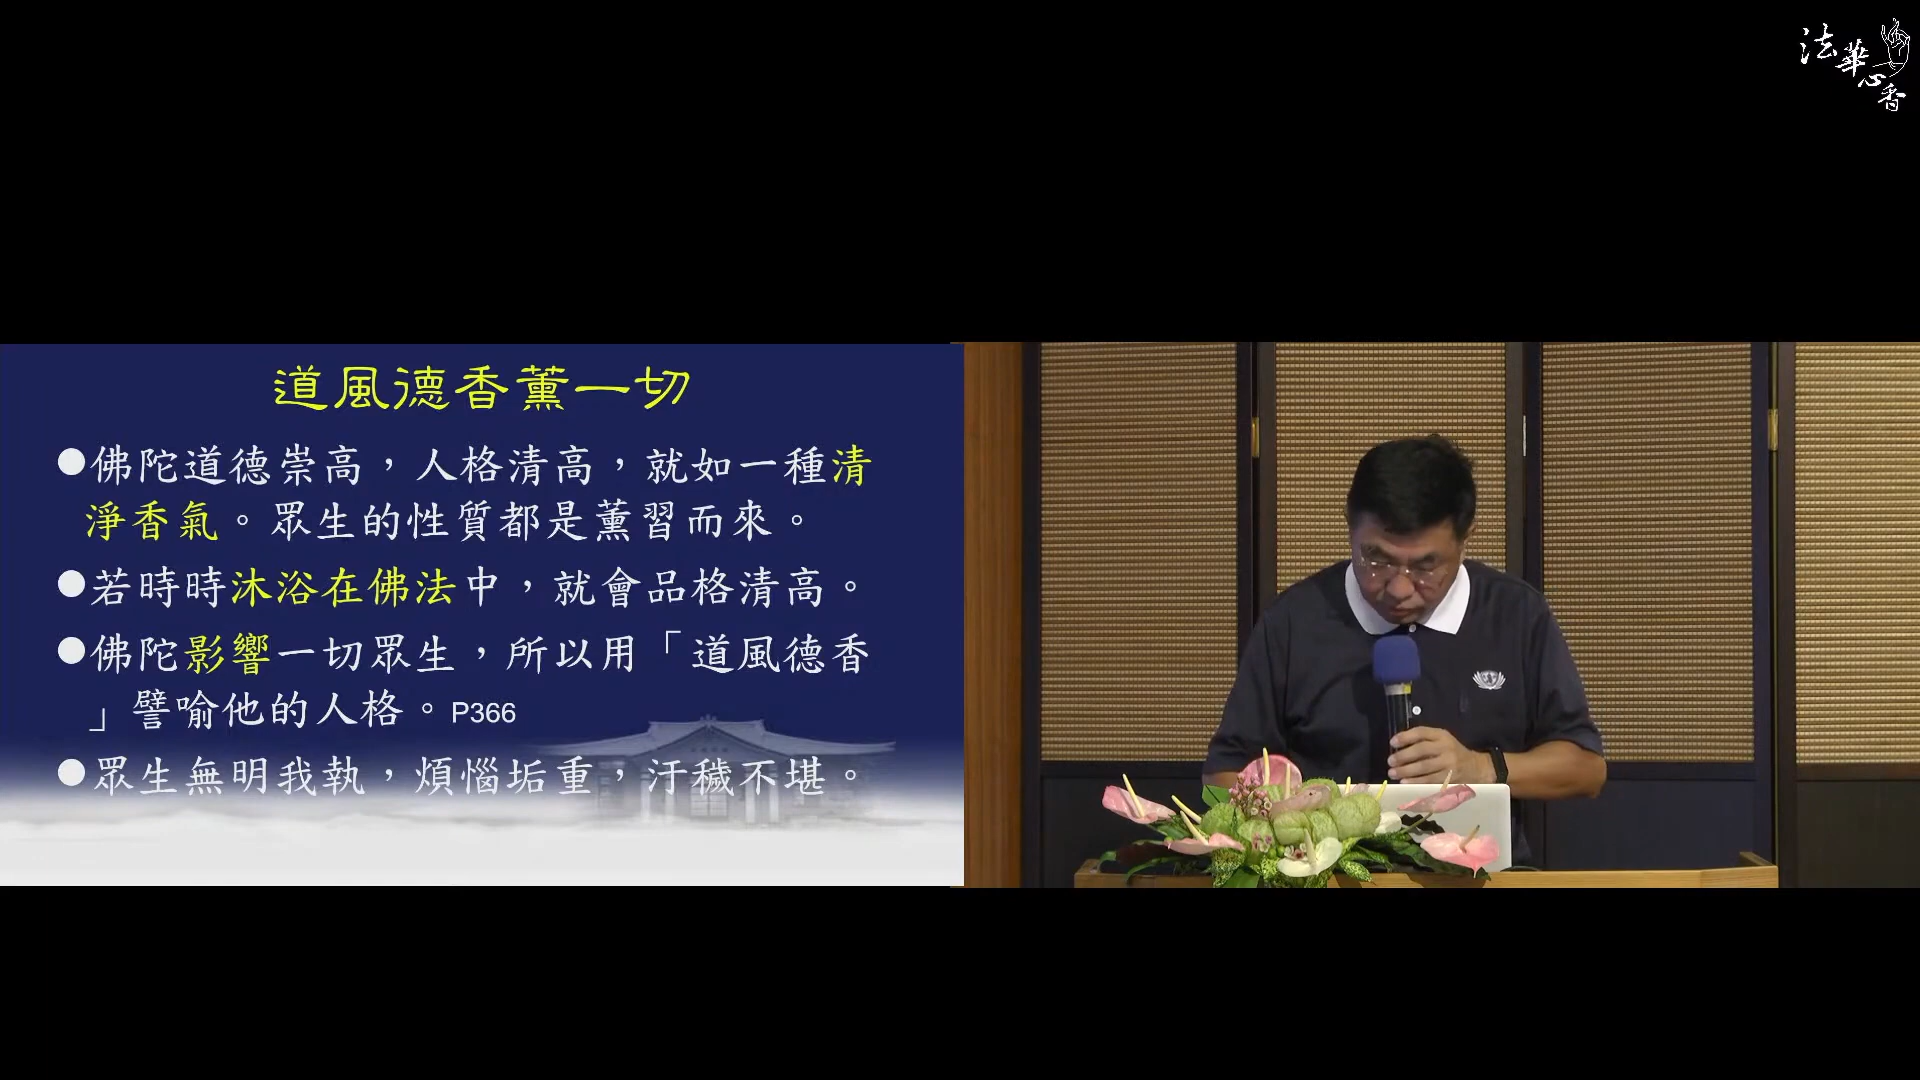 法華心香
道風德香薰一切
●佛陀道德崇高，人格清高，就如一種清
淨香氣。眾生的性質都是薰習而來。
●若時時沐浴在佛法中，就會品格清高。
●佛陀影響一切眾生，所以用「道風德香
」譬喻他的人格。P366
●眾生無明我執，煩惱垢重，汙穢不堪。